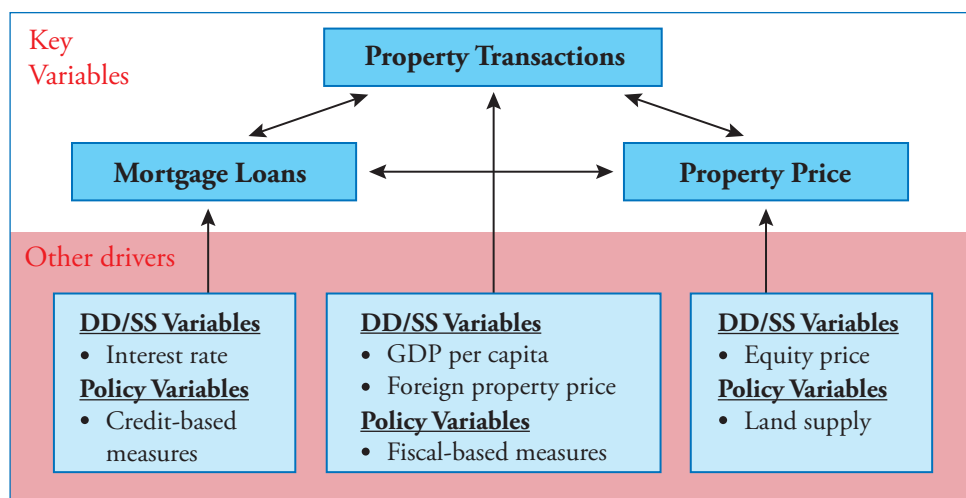 Key
Variables
Property Transactions
Mortgage Loans
Property Price
Other drivers
DD/SS Variables
• Interest rate
Policy Variables
• Credit-based
measures
DD/SS Variables
• GDP per capita
• Foreign property price
Policy Variables
• Fiscal-based measures
DD/SS Variables
• Equity price
Policy Variables
• Land supply